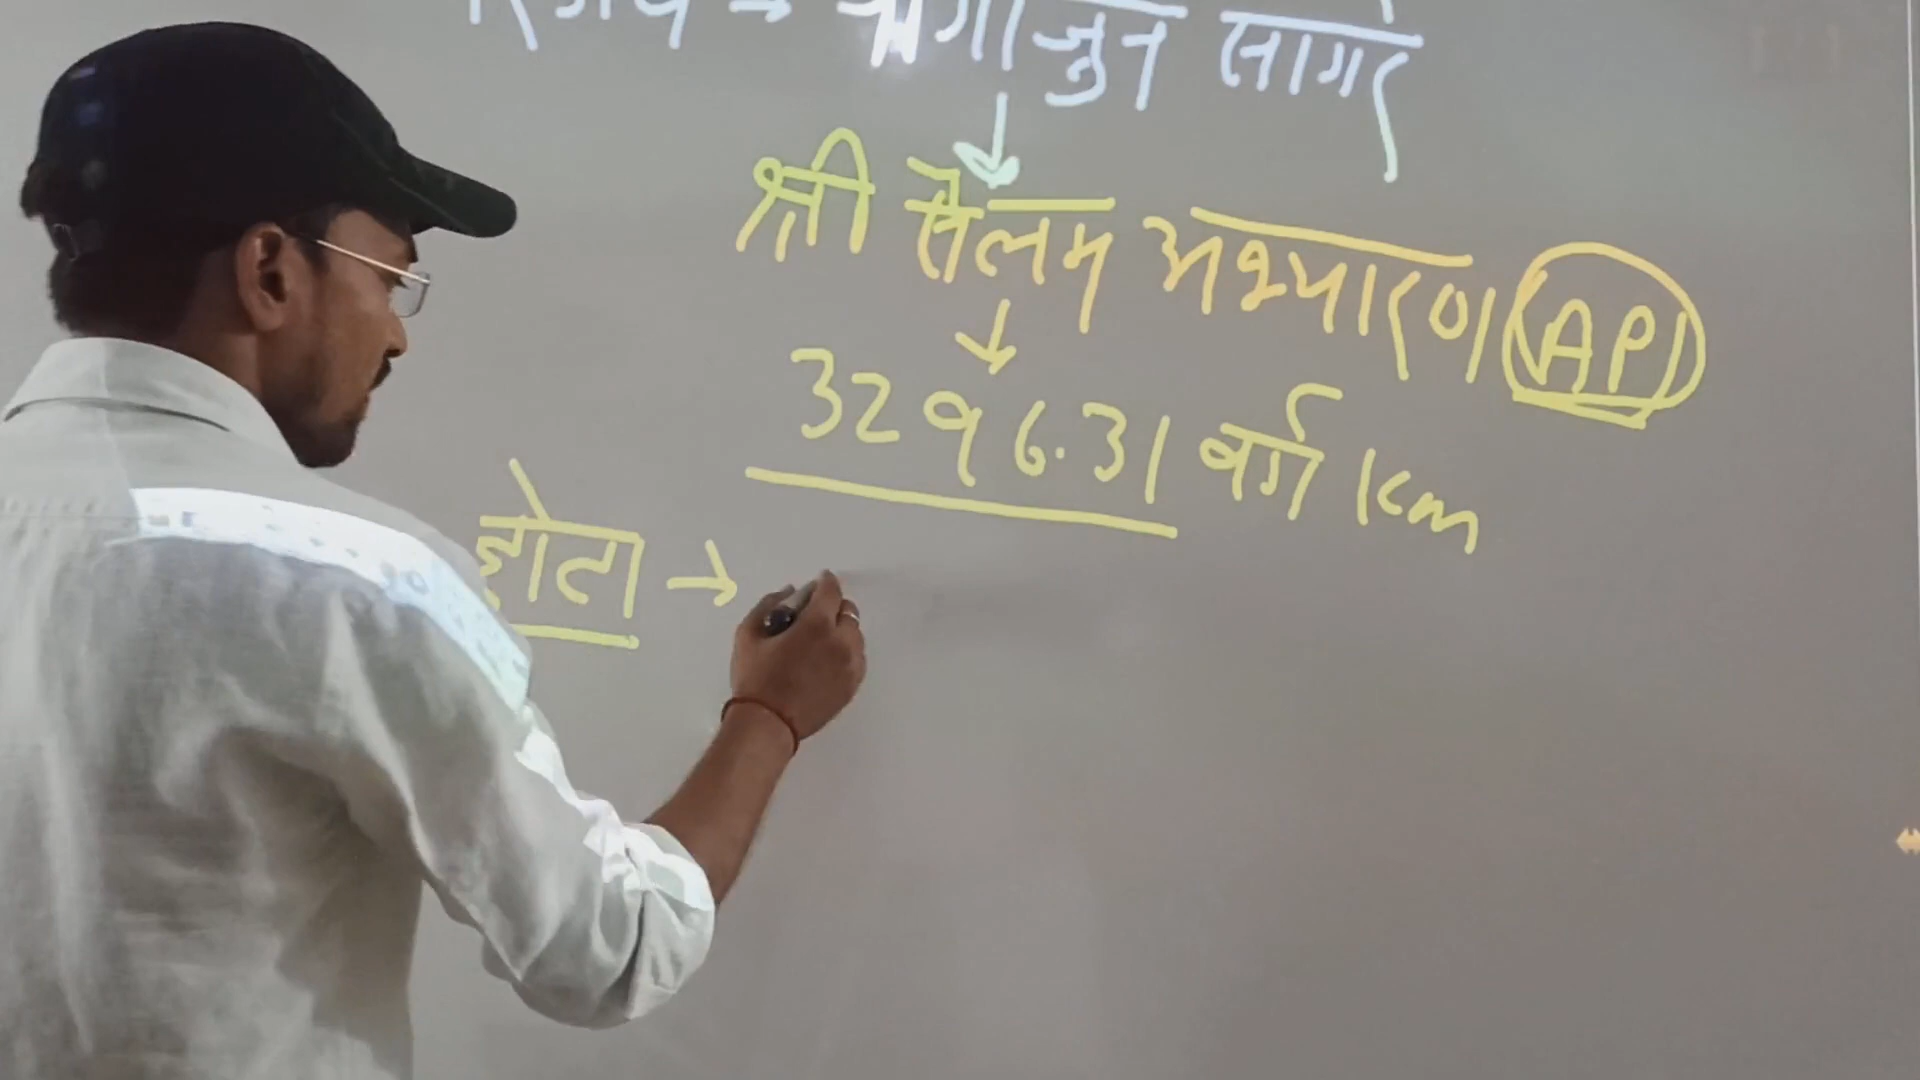 → नागार्जुन सागर
↓
श्री सैलम अभ्यारण (AP)
↓
3296.31 वर्ग km
छोटा →